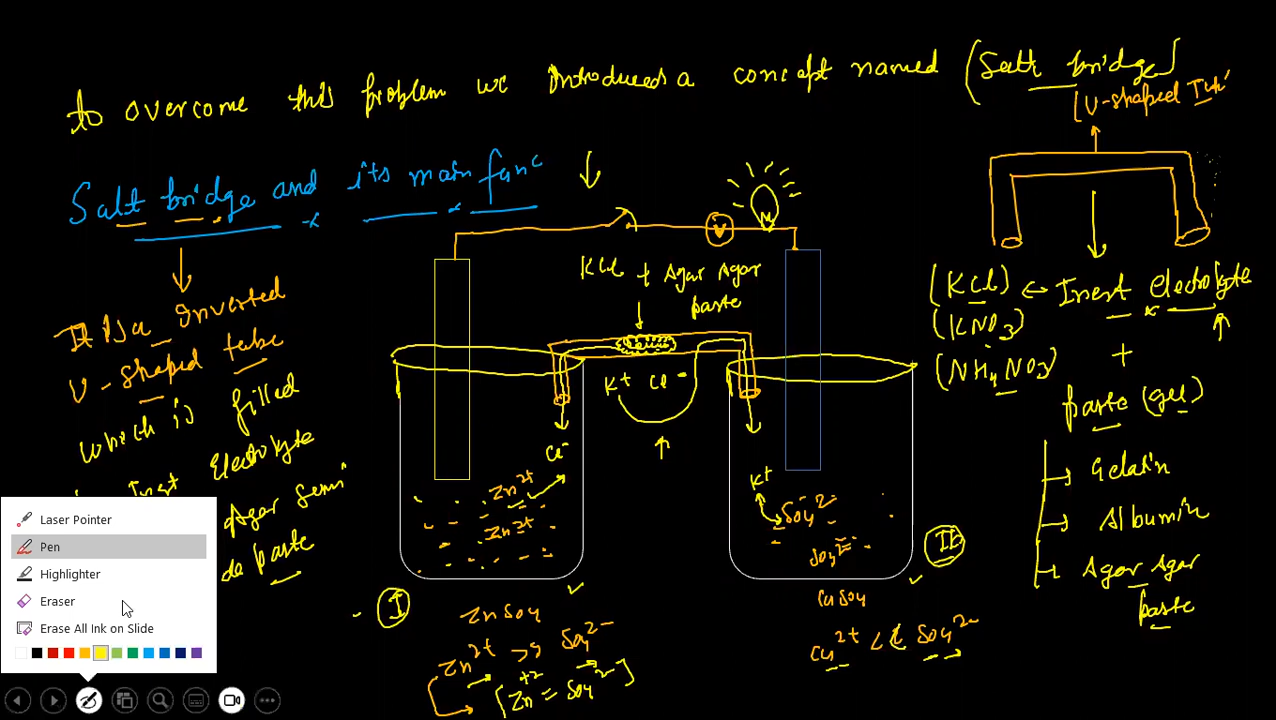 to overcome this problem we introduced a concept named (Salt bridge)
(U-shaped
Salt bridge and its main func
It is a inverted
U-shaped tube
which is filled
Inert electrolyte
Agar semi
paste
KCl + Agar Agar
paste
K+ Cl-
Cl-
K+
Zn2+
Zn2+
SO4 2-
SO4 2-
I
II
ZnSO4
Zn2+ >> SO4 2-
[Zn+2 = SO4 2-]
CuSO4
Cu2+ << SO4 2-
(KCl) ← Inert electrolyte
(KNO3)
(NH4NO3)
+
paste (gel)
Gelatin
Albumin
Agar Agar
paste
Laser Pointer
Pen
Highlighter
Eraser
Erase All Ink on Slide